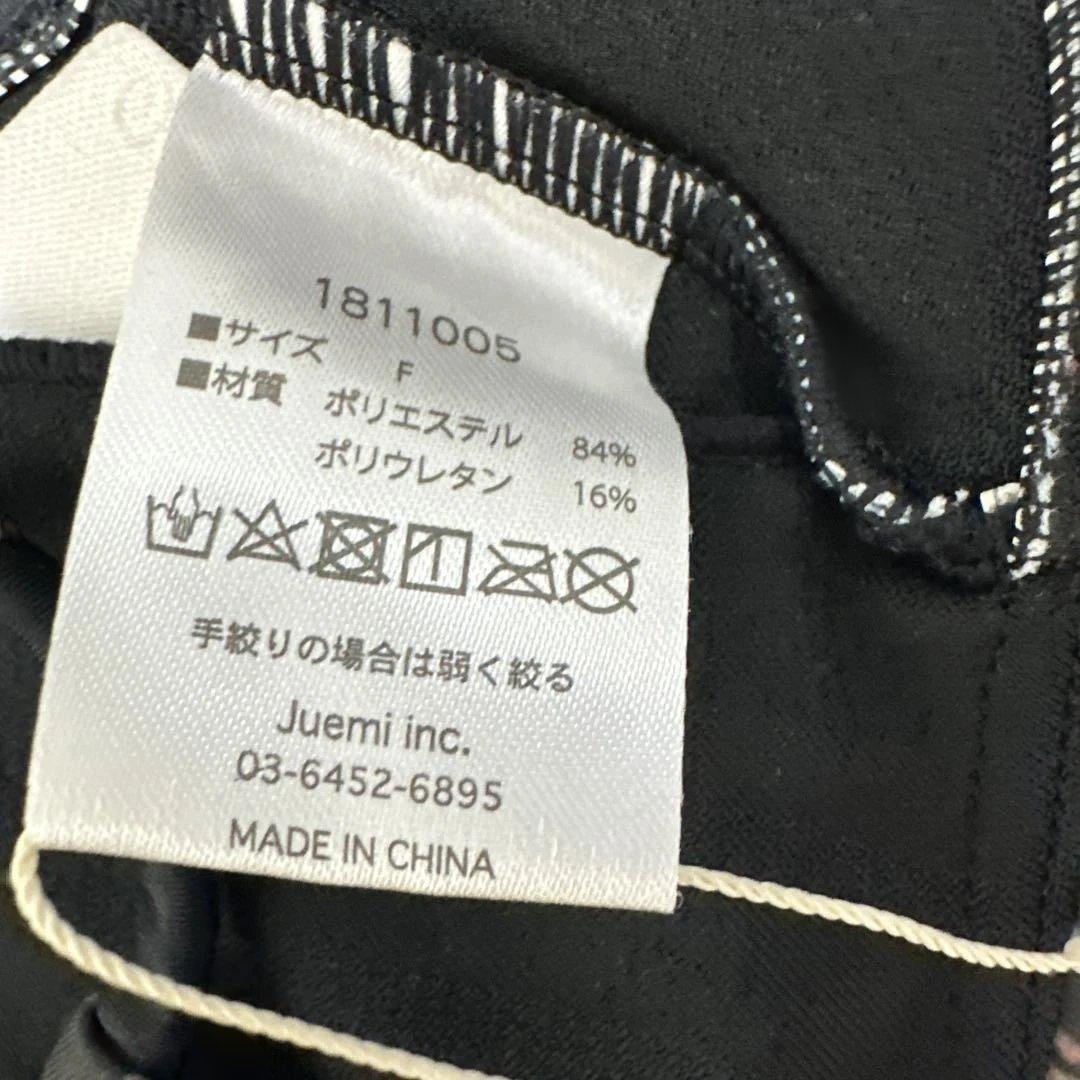 1811005
■サイズ F
■材質 ポリエステル 84%
ポリウレタン 16%
手絞りの場合は弱く絞る
Juemi inc.
03-6452-6895
MADE IN CHINA